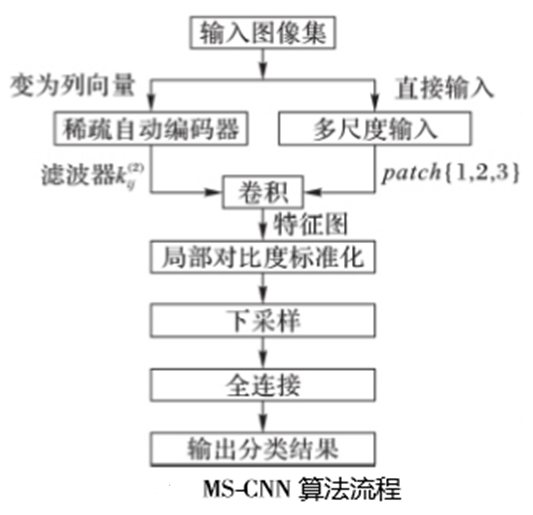 输入图像集
变为列向量 直接输入
稀疏自动编码器 多尺度输入
滤波器k_{ij}^{(2)} patch{1,2,3}
卷积
特征图
局部对比度标准化
下采样
全连接
输出分类结果
MS-CNN 算法流程